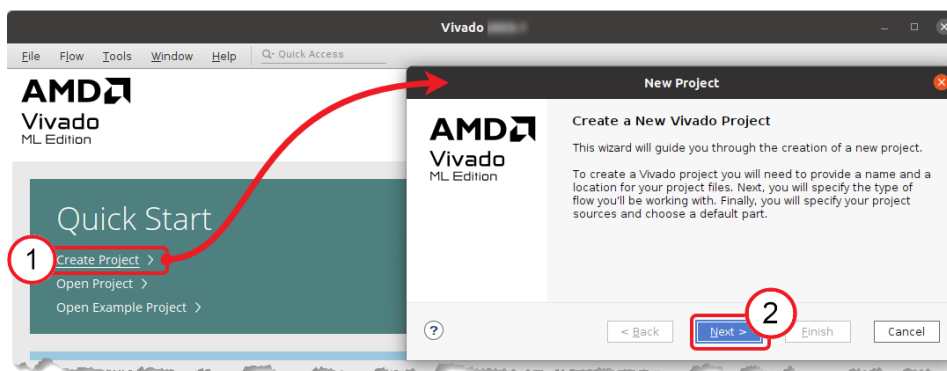 Vivado
File Flow Tools Window Help Q- Quick Access
AMD
Vivado
ML Edition
Quick Start
1
Create Project >
Open Project >
Open Example Project >
New Project
AMD
Vivado
ML Edition
Create a New Vivado Project
This wizard will guide you through the creation of a new project.
To create a Vivado project you will need to provide a name and a
location for your project files. Next, you will specify the type of
flow you'll be working with. Finally, you will specify your project
sources and choose a default part.
2
? < Back Next > Finish Cancel